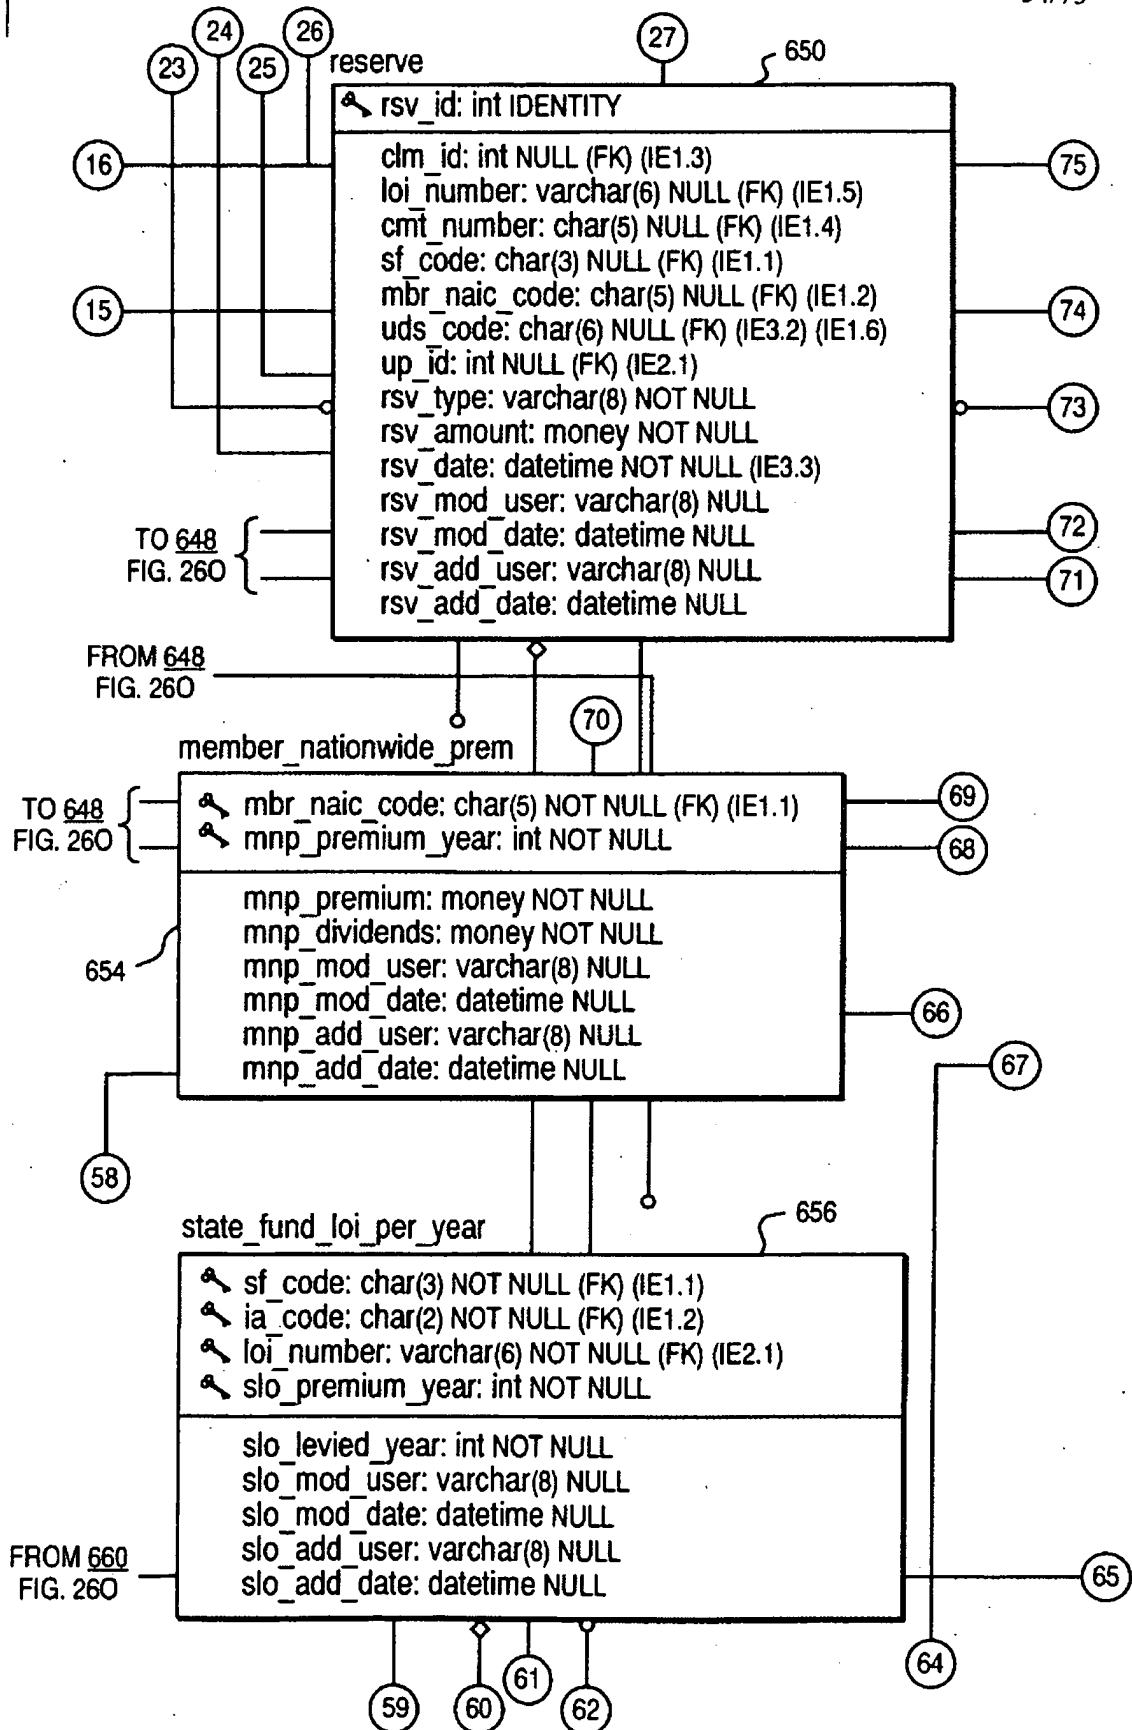 24 26 27
23 25 reserve 650
rsv_id: int IDENTITY
16 clm_id: int NULL (FK) (IE1.3) 75
loi_number: varchar(6) NULL (FK) (IE1.5)
cmt_number: char(5) NULL (FK) (IE1.4)
sf_code: char(3) NULL (FK) (IE1.1)
15 mbr_naic_code: char(5) NULL (FK) (IE1.2) 74
uds_code: char(6) NULL (FK) (IE3.2) (IE1.6)
up_id: int NULL (FK) (IE2.1)
rsv_type: varchar(8) NOT NULL 73
rsv_amount: money NOT NULL
rsv_date: datetime NOT NULL (IE3.3)
rsv_mod_user: varchar(8) NULL
TO 648 rsv_mod_date: datetime NULL 72
FIG. 26O rsv_add_user: varchar(8) NULL 71
rsv_add_date: datetime NULL
FROM 648
FIG. 26O
70
member_nationwide_prem
TO 648 mbr_naic_code: char(5) NOT NULL (FK) (IE1.1) 69
FIG. 26O mnp_premium_year: int NOT NULL 68
mnp_premium: money NOT NULL
mnp_dividends: money NOT NULL
654 mnp_mod_user: varchar(8) NULL
mnp_mod_date: datetime NULL 66
mnp_add_user: varchar(8) NULL
mnp_add_date: datetime NULL 67
58
state_fund_loi_per_year 656
sf_code: char(3) NOT NULL (FK) (IE1.1)
ia_code: char(2) NOT NULL (FK) (IE1.2)
loi_number: varchar(6) NOT NULL (FK) (IE2.1)
slo_premium_year: int NOT NULL
slo_levied_year: int NOT NULL
slo_mod_user: varchar(8) NULL
slo_mod_date: datetime NULL
FROM 660 slo_add_user: varchar(8) NULL
FIG. 26O slo_add_date: datetime NULL 65
61 64
59 60 62